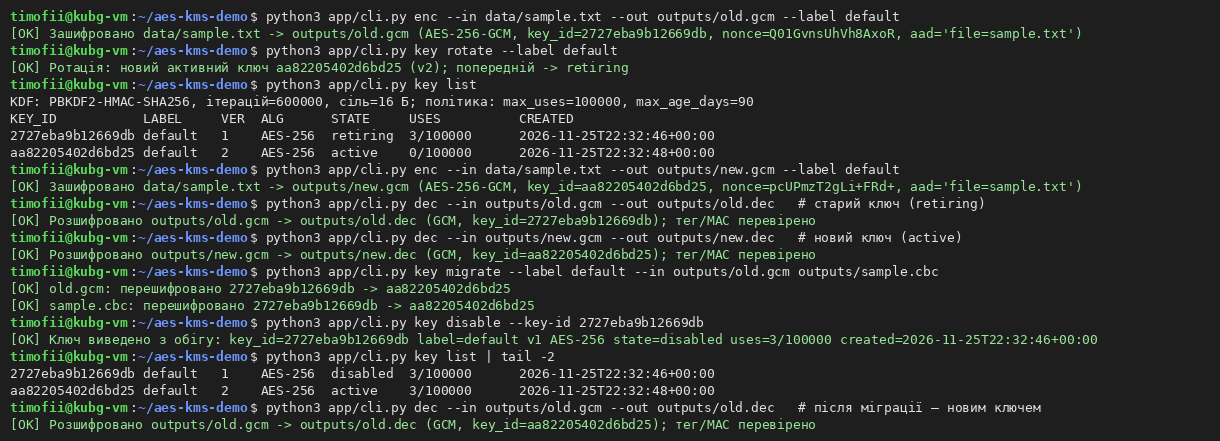 timofii@kubg-vm:~/aes-kms-demo$ python3 app/cli.py enc --in data/sample.txt --out outputs/old.gcm --label default
[OK] Зашифровано data/sample.txt -> outputs/old.gcm (AES-256-GCM, key_id=2727eba9b12669db, nonce=Q01GvnsUhVh8AxoR, aad='file=sample.txt')
timofii@kubg-vm:~/aes-kms-demo$ python3 app/cli.py key rotate --label default
[OK] Ротація: новий активний ключ aa82205402d6bd25 (v2); попередній -> retiring
timofii@kubg-vm:~/aes-kms-demo$ python3 app/cli.py key list
KDF: PBKDF2-HMAC-SHA256, ітерацій=600000, сіль=16 Б; політика: max_uses=100000, max_age_days=90
KEY_ID           LABEL     VER  ALG      STATE     USES          CREATED
2727eba9b12669db default   1    AES-256  retiring  3/100000      2026-11-25T22:32:46+00:00
aa82205402d6bd25 default   2    AES-256  active    0/100000      2026-11-25T22:32:48+00:00
timofii@kubg-vm:~/aes-kms-demo$ python3 app/cli.py enc --in data/sample.txt --out outputs/new.gcm --label default
[OK] Зашифровано data/sample.txt -> outputs/new.gcm (AES-256-GCM, key_id=aa82205402d6bd25, nonce=pcUPmzT2gLi+FRd+, aad='file=sample.txt')
timofii@kubg-vm:~/aes-kms-demo$ python3 app/cli.py dec --in outputs/old.gcm --out outputs/old.dec   # старий ключ (retiring)
[OK] Розшифровано outputs/old.gcm -> outputs/old.dec (GCM, key_id=2727eba9b12669db); тег/MAC перевірено
timofii@kubg-vm:~/aes-kms-demo$ python3 app/cli.py dec --in outputs/new.gcm --out outputs/new.dec   # новий ключ (active)
[OK] Розшифровано outputs/new.gcm -> outputs/new.dec (GCM, key_id=aa82205402d6bd25); тег/MAC перевірено
timofii@kubg-vm:~/aes-kms-demo$ python3 app/cli.py key migrate --label default --in outputs/old.gcm outputs/sample.cbc
[OK] old.gcm: перешифровано 2727eba9b12669db -> aa82205402d6bd25
[OK] sample.cbc: перешифровано 2727eba9b12669db -> aa82205402d6bd25
timofii@kubg-vm:~/aes-kms-demo$ python3 app/cli.py key disable --key-id 2727eba9b12669db
[OK] Ключ виведено з обігу: key_id=2727eba9b12669db label=default v1 AES-256 state=disabled uses=3/100000 created=2026-11-25T22:32:46+00:00
timofii@kubg-vm:~/aes-kms-demo$ python3 app/cli.py key list | tail -2
2727eba9b12669db default   1    AES-256  disabled  3/100000      2026-11-25T22:32:46+00:00
aa82205402d6bd25 default   2    AES-256  active    3/100000      2026-11-25T22:32:48+00:00
timofii@kubg-vm:~/aes-kms-demo$ python3 app/cli.py dec --in outputs/old.gcm --out outputs/old.dec   # після міграції — новим ключем
[OK] Розшифровано outputs/old.gcm -> outputs/old.dec (GCM, key_id=aa82205402d6bd25); тег/MAC перевірено